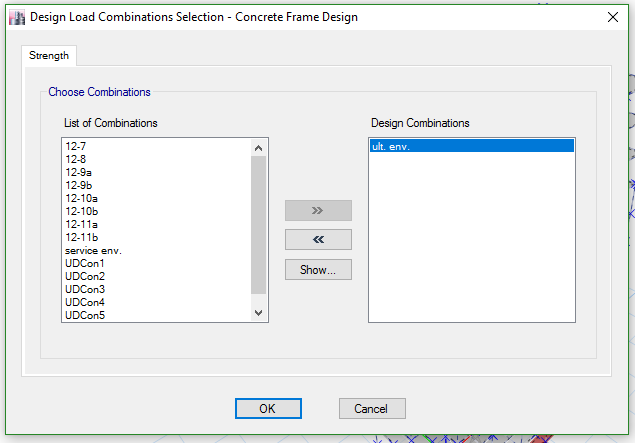 Design Load Combinations Selection - Concrete Frame Design
Strength
Choose Combinations
List of Combinations
Design Combinations
12-7
12-8
12-9a
12-9b
12-10a
12-10b
12-11a
12-11b
service env.
UDCon1
UDCon2
UDCon3
UDCon4
UDCon5
>>
<<
Show...
ult. env.
OK
Cancel